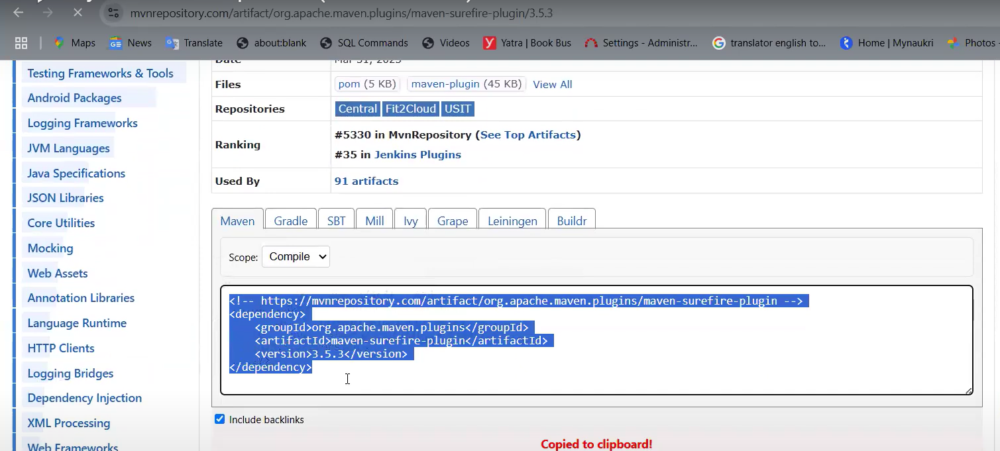 mvnrepository.com/artifact/org.apache.maven.plugins/maven-surefire-plugin/3.5.3
Maps News Translate about:blank SQL Commands Videos Yatra | Book Bus Settings - Administr... translator english to... Home | Mynaukri Photos -
Testing Frameworks & Tools
Android Packages
Logging Frameworks
JVM Languages
Java Specifications
JSON Libraries
Core Utilities
Mocking
Web Assets
Annotation Libraries
Language Runtime
HTTP Clients
Logging Bridges
Dependency Injection
XML Processing
Web Frameworks
Date Mar 31, 2025
Files pom (5 KB) maven-plugin (45 KB) View All
Repositories Central Fit2Cloud USIT
Ranking #5330 in MvnRepository (See Top Artifacts)
#35 in Jenkins Plugins
Used By 91 artifacts
Maven Gradle SBT Mill Ivy Grape Leiningen Buildr
Scope: Compile
<!-- https://mvnrepository.com/artifact/org.apache.maven.plugins/maven-surefire-plugin -->
<dependency>
<groupId>org.apache.maven.plugins</groupId>
<artifactId>maven-surefire-plugin</artifactId>
<version>3.5.3</version>
</dependency>
Include backlinks
Copied to clipboard!